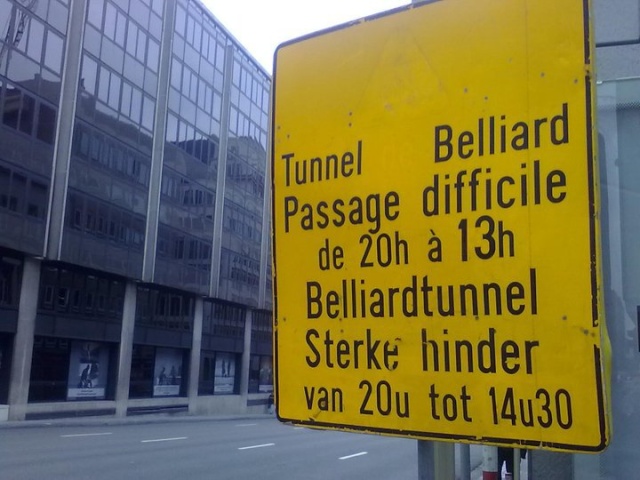 Tunnel Belliard
Passage difficile
de 20h à 13h
Belliardtunnel
Sterke hinder
van 20u tot 14u30